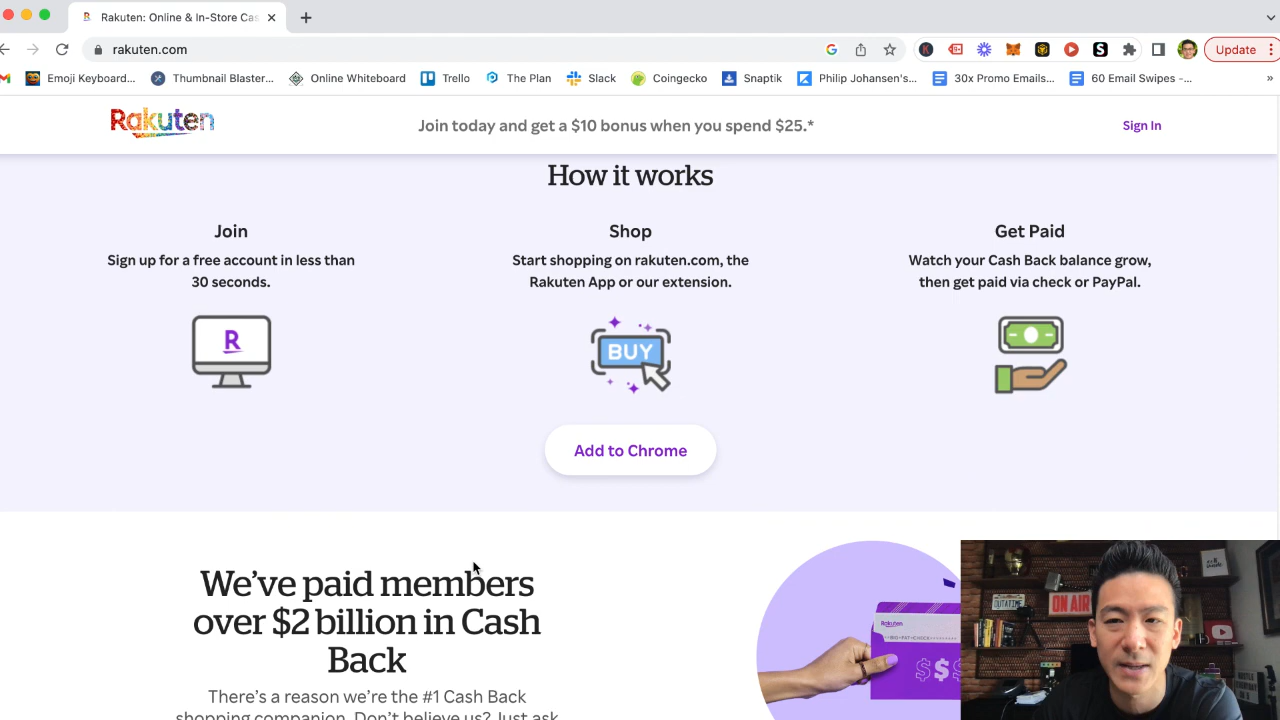 Rakuten: Online & In-Store Cas
rakuten.com
Update
Emoji Keyboard...
Thumbnail Blaster...
Online Whiteboard
Trello
The Plan
Slack
Coingecko
Snaptik
Philip Johansen's...
30x Promo Emails...
60 Email Swipes -...
»
Rakuten
Join today and get a $10 bonus when you spend $25.*
Sign In
How it works
Join
Sign up for a free account in less than
30 seconds.
R
Shop
Start shopping on rakuten.com, the
Rakuten App or our extension.
BUY
Get Paid
Watch your Cash Back balance grow,
then get paid via check or PayPal.
Add to Chrome
We've paid members
over $2 billion in Cash
Back
There's a reason we're the #1 Cash Back
shopping companion. Don't believe us? Just ask
Rakuten
BIG FAT CHECK
$$$
OUTATIME
ON AIR